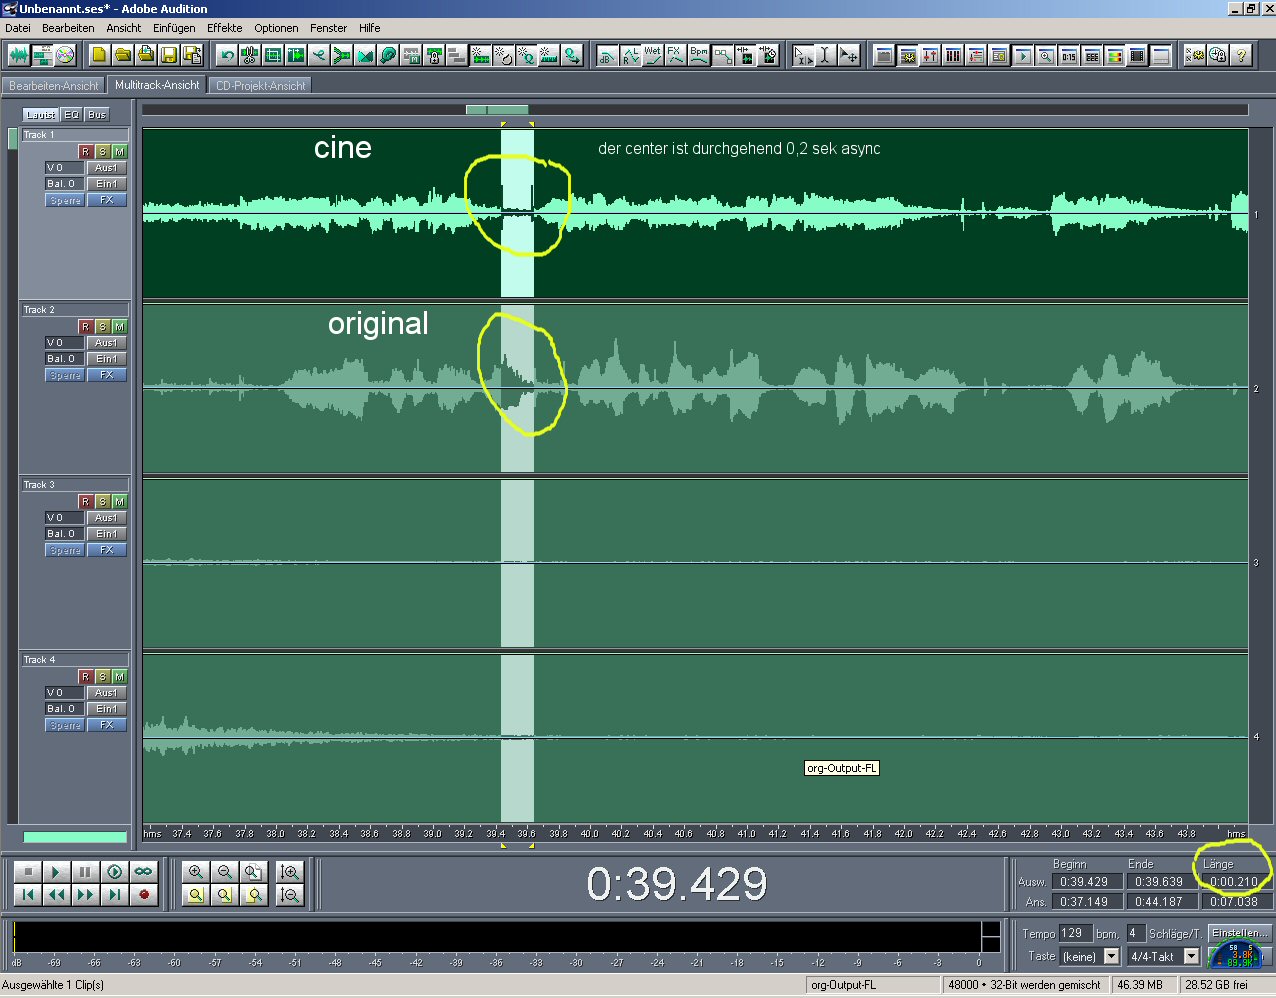 Unbenannt.ses* - Adobe Audition
Datei Bearbeiten Ansicht Einfügen Effekte Optionen Fenster Hilfe
Wet FX Bpm
Bearbeiten-Ansicht Multitrack-Ansicht CD-Projekt-Ansicht
Lautst EQ Bus
Track 1
R S M
V 0 Aus1
Bal. 0 Ein1
Sperre FX
cine
der center ist durchgehend 0,2 sek async
1
Track 2
R S M
V 0 Aus1
Bal. 0 Ein1
Sperre FX
original
2
Track 3
R S M
V 0 Aus1
Bal. 0 Ein1
Sperre FX
3
Track 4
R S M
V 0 Aus1
Bal. 0 Ein1
Sperre FX
4
org-Output-FL
hms 37.4 37.6 37.8 38.0 38.2 38.4 38.6 38.8 39.0 39.2 39.4 39.6 39.8 40.0 40.2 40.4 40.6 40.8 41.0 41.2 41.4 41.6 41.8 42.0 42.2 42.4 42.6 42.8 43.0 43.2 43.4 43.6 43.8 hms
0:39.429
Beginn Ende Länge
Ausw. 0:39.429 0:39.639 0:00.210
Ans. 0:37.149 0:44.187 0:07.038
dB -69 -66 -63 -60 -57 -54 -51 -48 -45 -42 -39 -36 -33 -30 -27 -24 -21 -18 -15 -12 -9 -6 -3 0
Tempo 129 bpm, 4 Schläge/T. Einstellen...
Taste (keine) 4/4-Takt
Ausgewählte 1 Clip(s)
org-Output-FL 48000 • 32-Bit werden gemischt 46.39 MB 28.52 GB frei